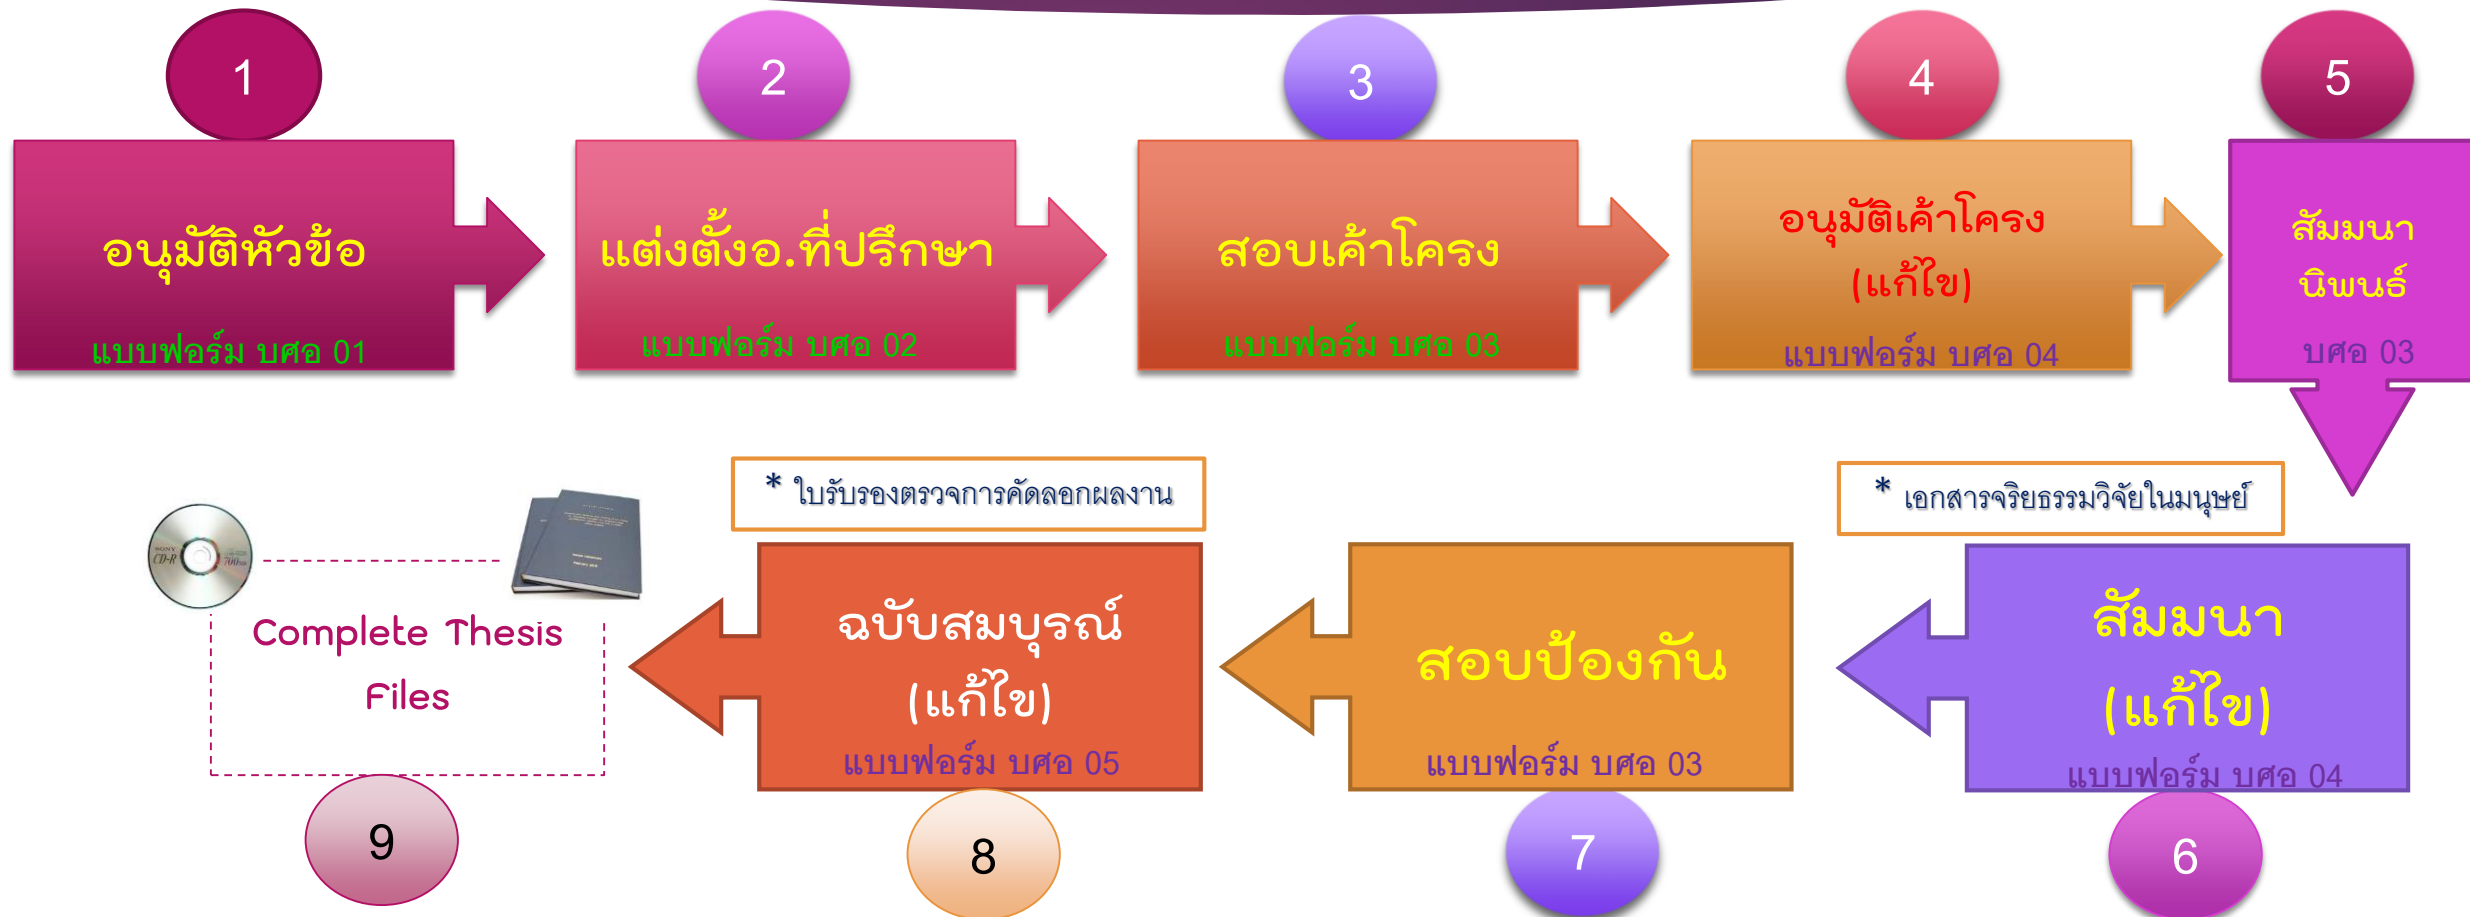 1
อนุมัติหัวข้อ
แบบฟอร์ม บศอ 01
2
แต่งตั้งอ.ที่ปรึกษา
แบบฟอร์ม บศอ 02
3
สอบเค้าโครง
แบบฟอร์ม บศอ 03
4
อนุมัติเค้าโครง
(แก้ไข)
แบบฟอร์ม บศอ 04
5
สัมมนา
นิพนธ์
บศอ 03
* เอกสารจริยธรรมวิจัยในมนุษย์
สัมมนา
(แก้ไข)
แบบฟอร์ม บศอ 04
6
สอบป้องกัน
แบบฟอร์ม บศอ 03
7
* ใบรับรองตรวจการคัดลอกผลงาน
ฉบับสมบุรณ์
(แก้ไข)
แบบฟอร์ม บศอ 05
8
SONY
CD-R
700
Complete Thesis
Files
9